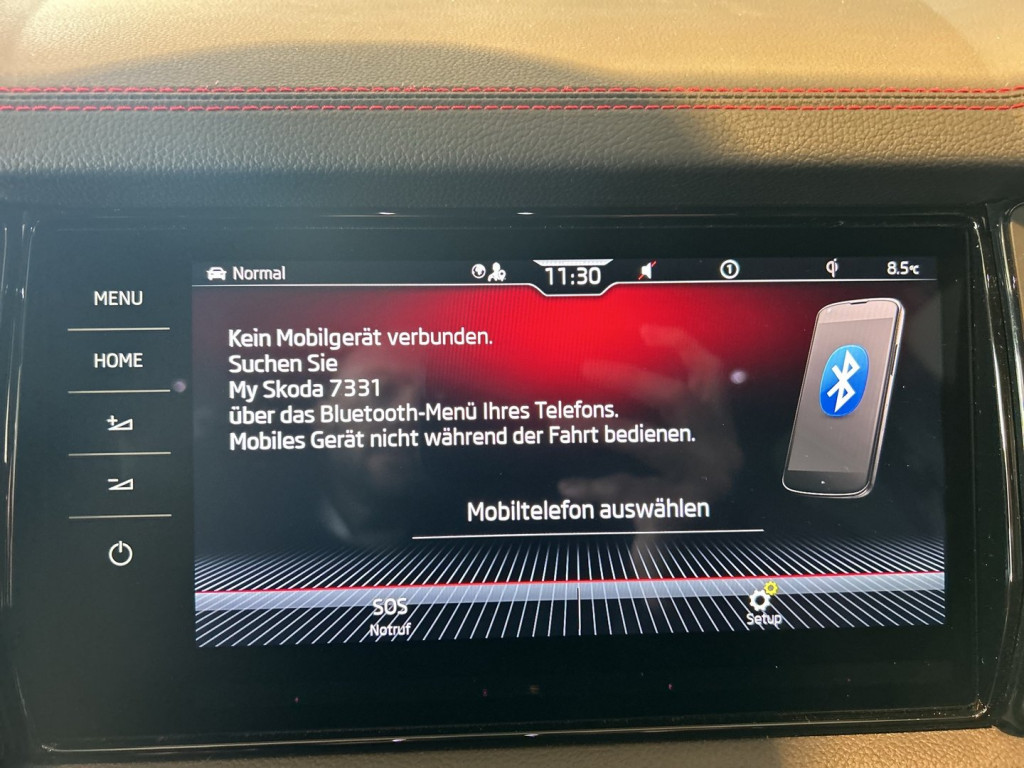 MENU
HOME
Normal
11:30
1
8.5°C
Kein Mobilgerät verbunden.
Suchen Sie
My Skoda 7331
über das Bluetooth-Menü Ihres Telefons.
Mobiles Gerät nicht während der Fahrt bedienen.
Mobiltelefon auswählen
SOS
Notruf
Setup